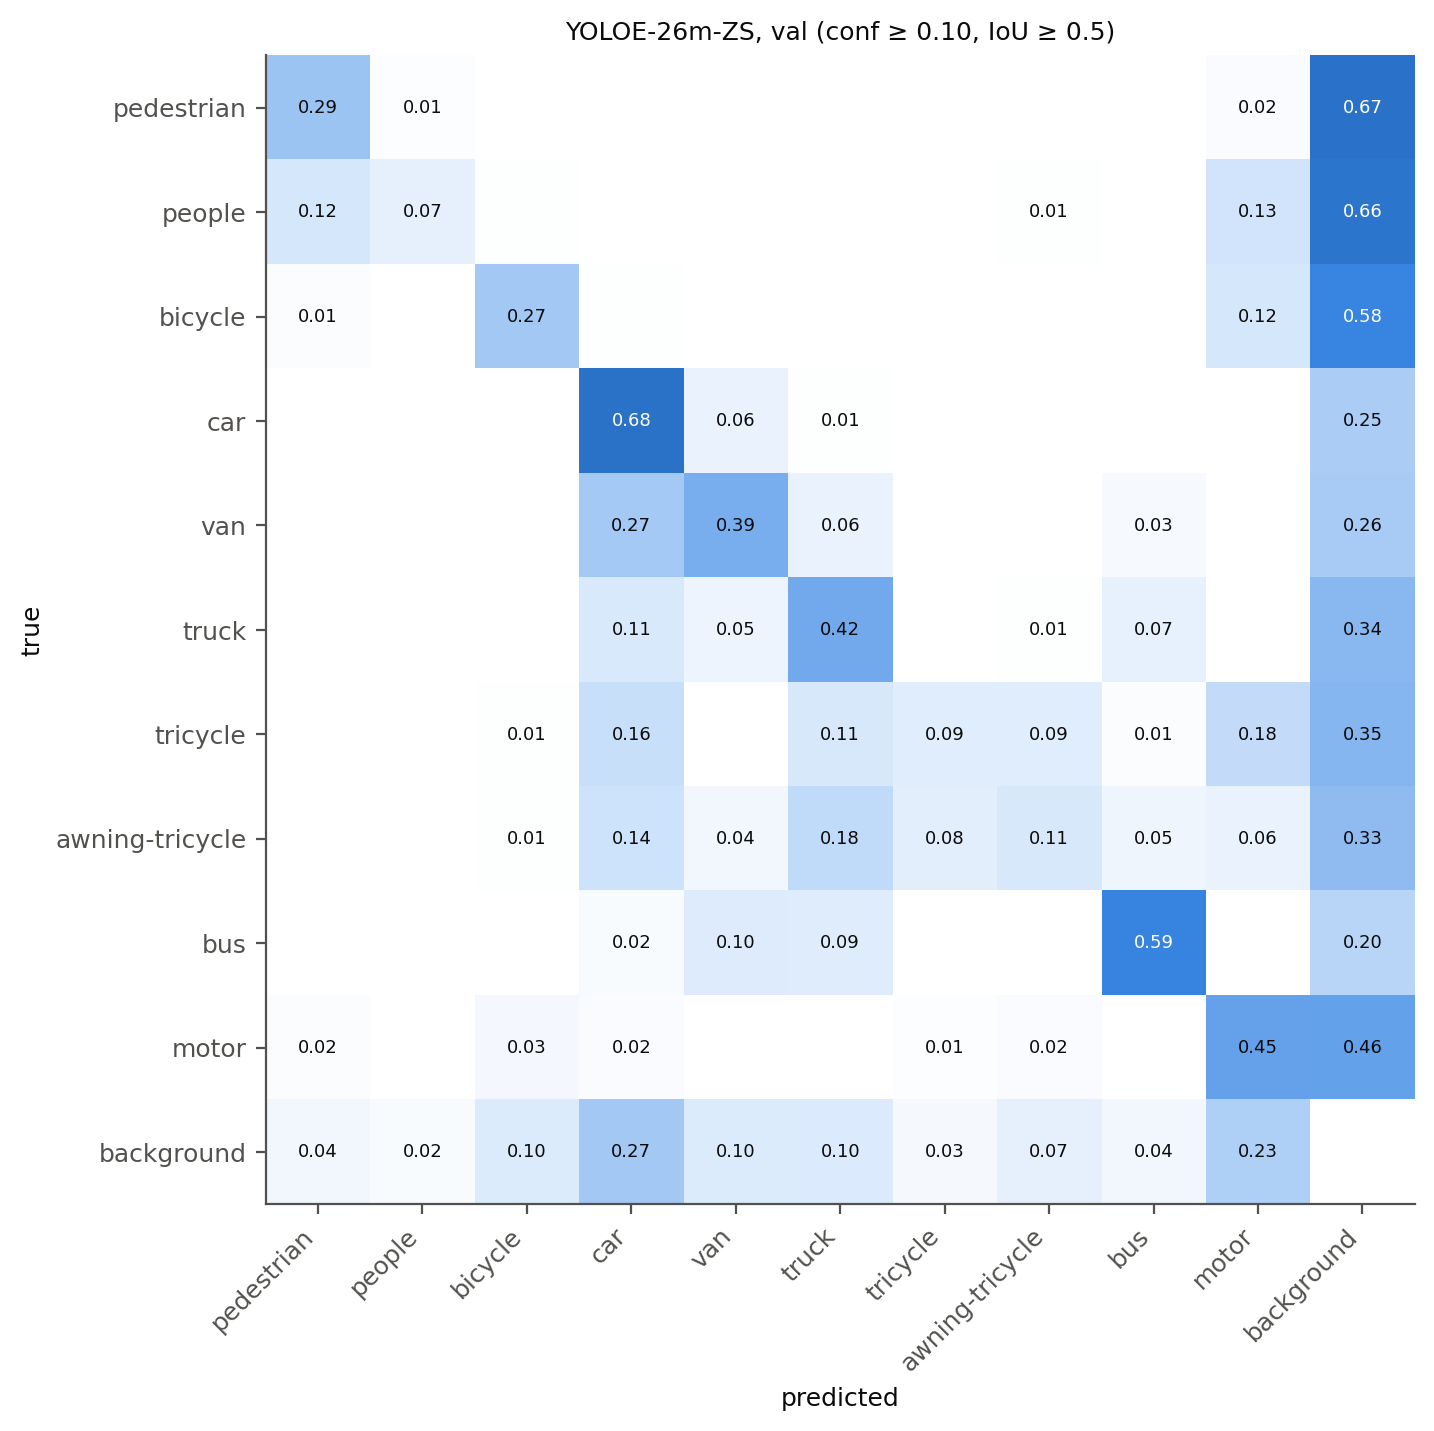 YOLOE-26m-ZS, val (conf ≥ 0.10, IoU ≥ 0.5)
pedestrian 0.29 0.01 0.02 0.67
people 0.12 0.07 0.01 0.13 0.66
bicycle 0.01 0.27 0.12 0.58
car 0.68 0.06 0.01 0.25
van 0.27 0.39 0.06 0.03 0.26
truck 0.11 0.05 0.42 0.01 0.07 0.34
tricycle 0.01 0.16 0.11 0.09 0.09 0.01 0.18 0.35
awning-tricycle 0.01 0.14 0.04 0.18 0.08 0.11 0.05 0.06 0.33
bus 0.02 0.10 0.09 0.59 0.20
motor 0.02 0.03 0.02 0.01 0.02 0.45 0.46
background 0.04 0.02 0.10 0.27 0.10 0.10 0.03 0.07 0.04 0.23
true
pedestrian people bicycle car van truck tricycle awning-tricycle bus motor background
predicted